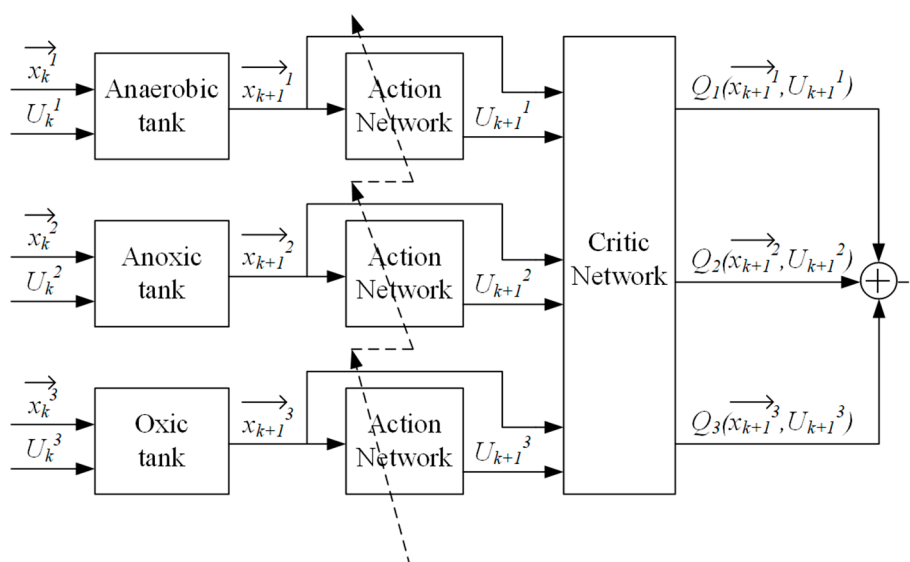 x_k^1
U_k^1
Anaerobic
tank
x_{k+1}^1
Action
Network
U_{k+1}^1
Q_1(x_{k+1}^1,U_{k+1}^1)
x_k^2
U_k^2
Anoxic
tank
x_{k+1}^2
Action
Network
U_{k+1}^2
Critic
Network
Q_2(x_{k+1}^2,U_{k+1}^2)
+
x_k^3
U_k^3
Oxic
tank
x_{k+1}^3
Action
Network
U_{k+1}^3
Q_3(x_{k+1}^3,U_{k+1}^3)